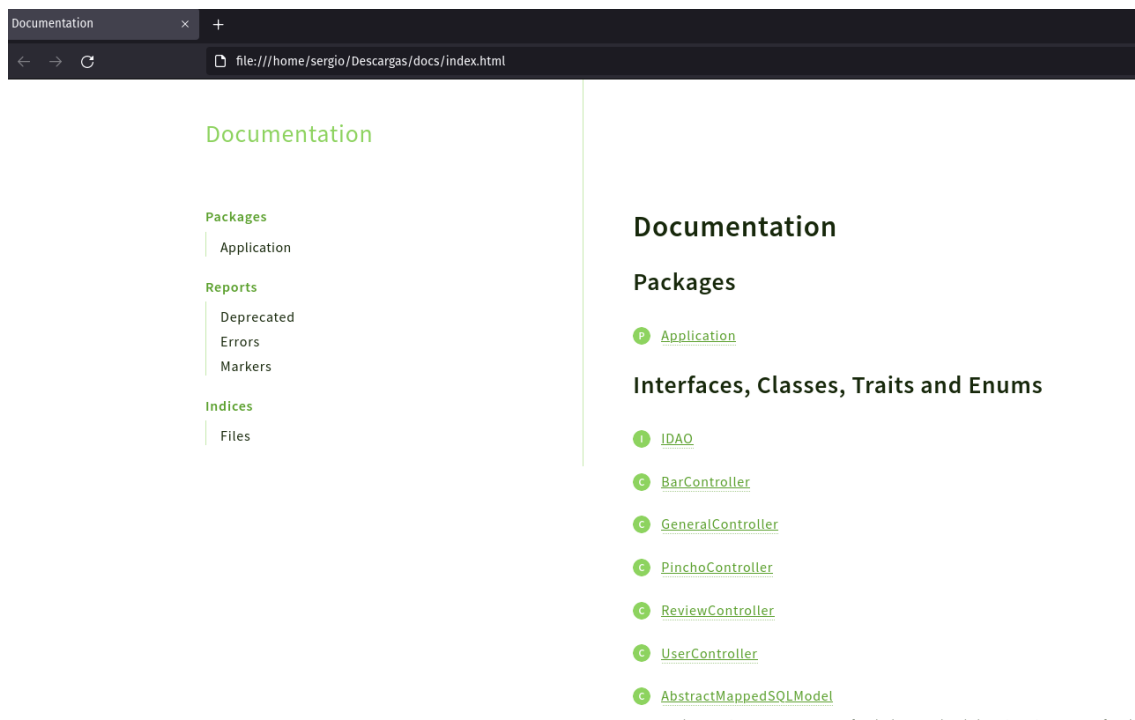 Documentation
file:///home/sergio/Descargas/docs/index.html
Documentation
Packages
Application
Reports
Deprecated
Errors
Markers
Indices
Files
Documentation
Packages
P Application
Interfaces, Classes, Traits and Enums
I IDAO
C BarController
C GeneralController
C PinchoController
C ReviewController
C UserController
C AbstractMappedSQLModel